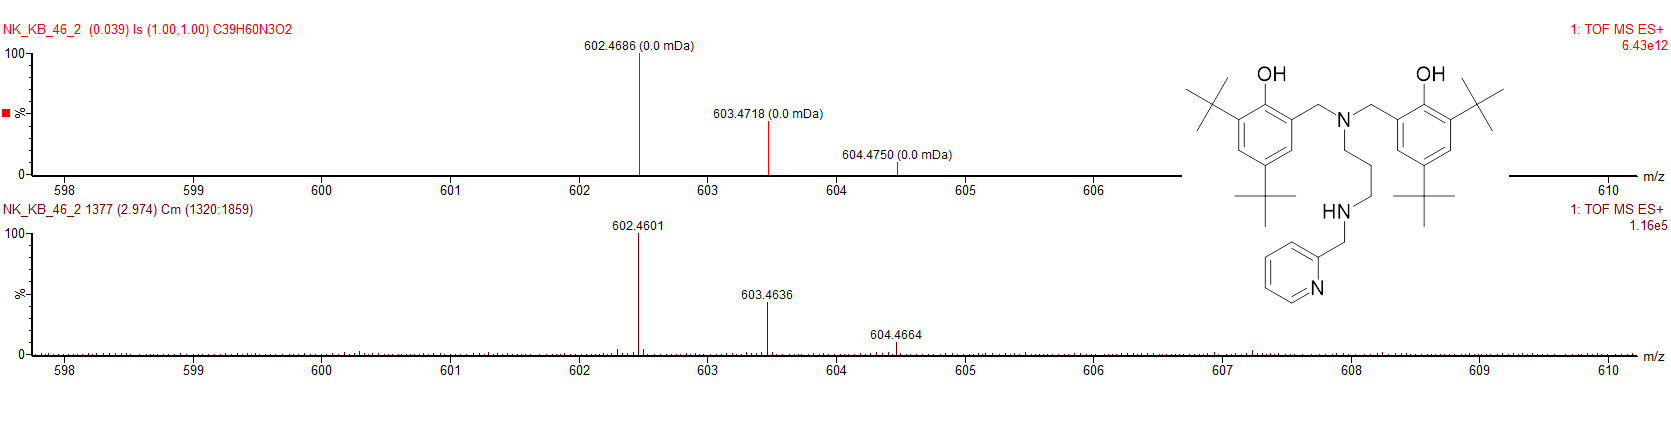 NK_KB_46_2 (0.039) Is (1.00,1.00) C39H60N3O2
1: TOF MS ES+
6.43e12
100
%
0
602.4686 (0.0 mDa)
603.4718 (0.0 mDa)
604.4750 (0.0 mDa)
598 599 600 601 602 603 604 605 606 610 m/z
OH OH
N
HN
N
NK_KB_46_2 1377 (2.974) Cm (1320:1859)
1: TOF MS ES+
1.16e5
100
%
0
602.4601
603.4636
604.4664
598 599 600 601 602 603 604 605 606 607 608 609 610 m/z